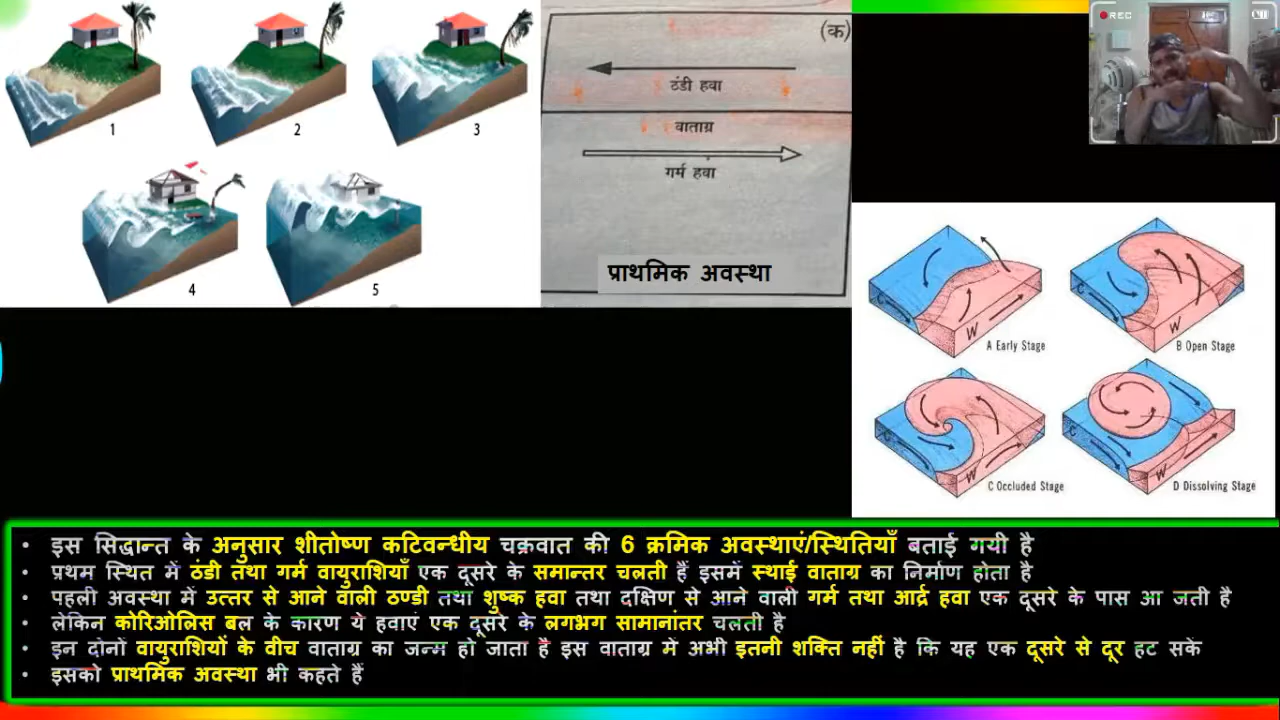 REC
1
2
3
4
5
(क)
ठंडी हवा
वाताग्र
गर्म हवा
प्राथमिक अवस्था
C
W
A Early Stage
C
W
B Open Stage
C
W
C Occluded Stage
C
W
D Dissolving Stage
• इस सिद्धान्त के अनुसार शीतोष्ण कटिवन्धीय चक्रवात की 6 क्रमिक अवस्थाएं/स्थितियाँ बताई गयी है
• प्रथम स्थित में ठंडी तथा गर्म वायुराशियाँ एक दूसरे के समान्तर चलती हैं इसमें स्थाई वाताग्र का निर्माण होता है
• पहली अवस्था में उत्तर से आने वाली ठण्डी तथा शुष्क हवा तथा दक्षिण से आने वाली गर्म तथा आर्द्र हवा एक दूसरे के पास आ जती है
• लेकिन कोरिओलिस बल के कारण ये हवाएं एक दूसरे के लगभग सामानांतर चलती है
• इन दोनों वायुराशियों के वीच वाताग्र का जन्म हो जाता है इस वाताग्र में अभी इतनी शक्ति नहीं है कि यह एक दूसरे से दूर हट सकें
• इसको प्राथमिक अवस्था भी कहते हैं